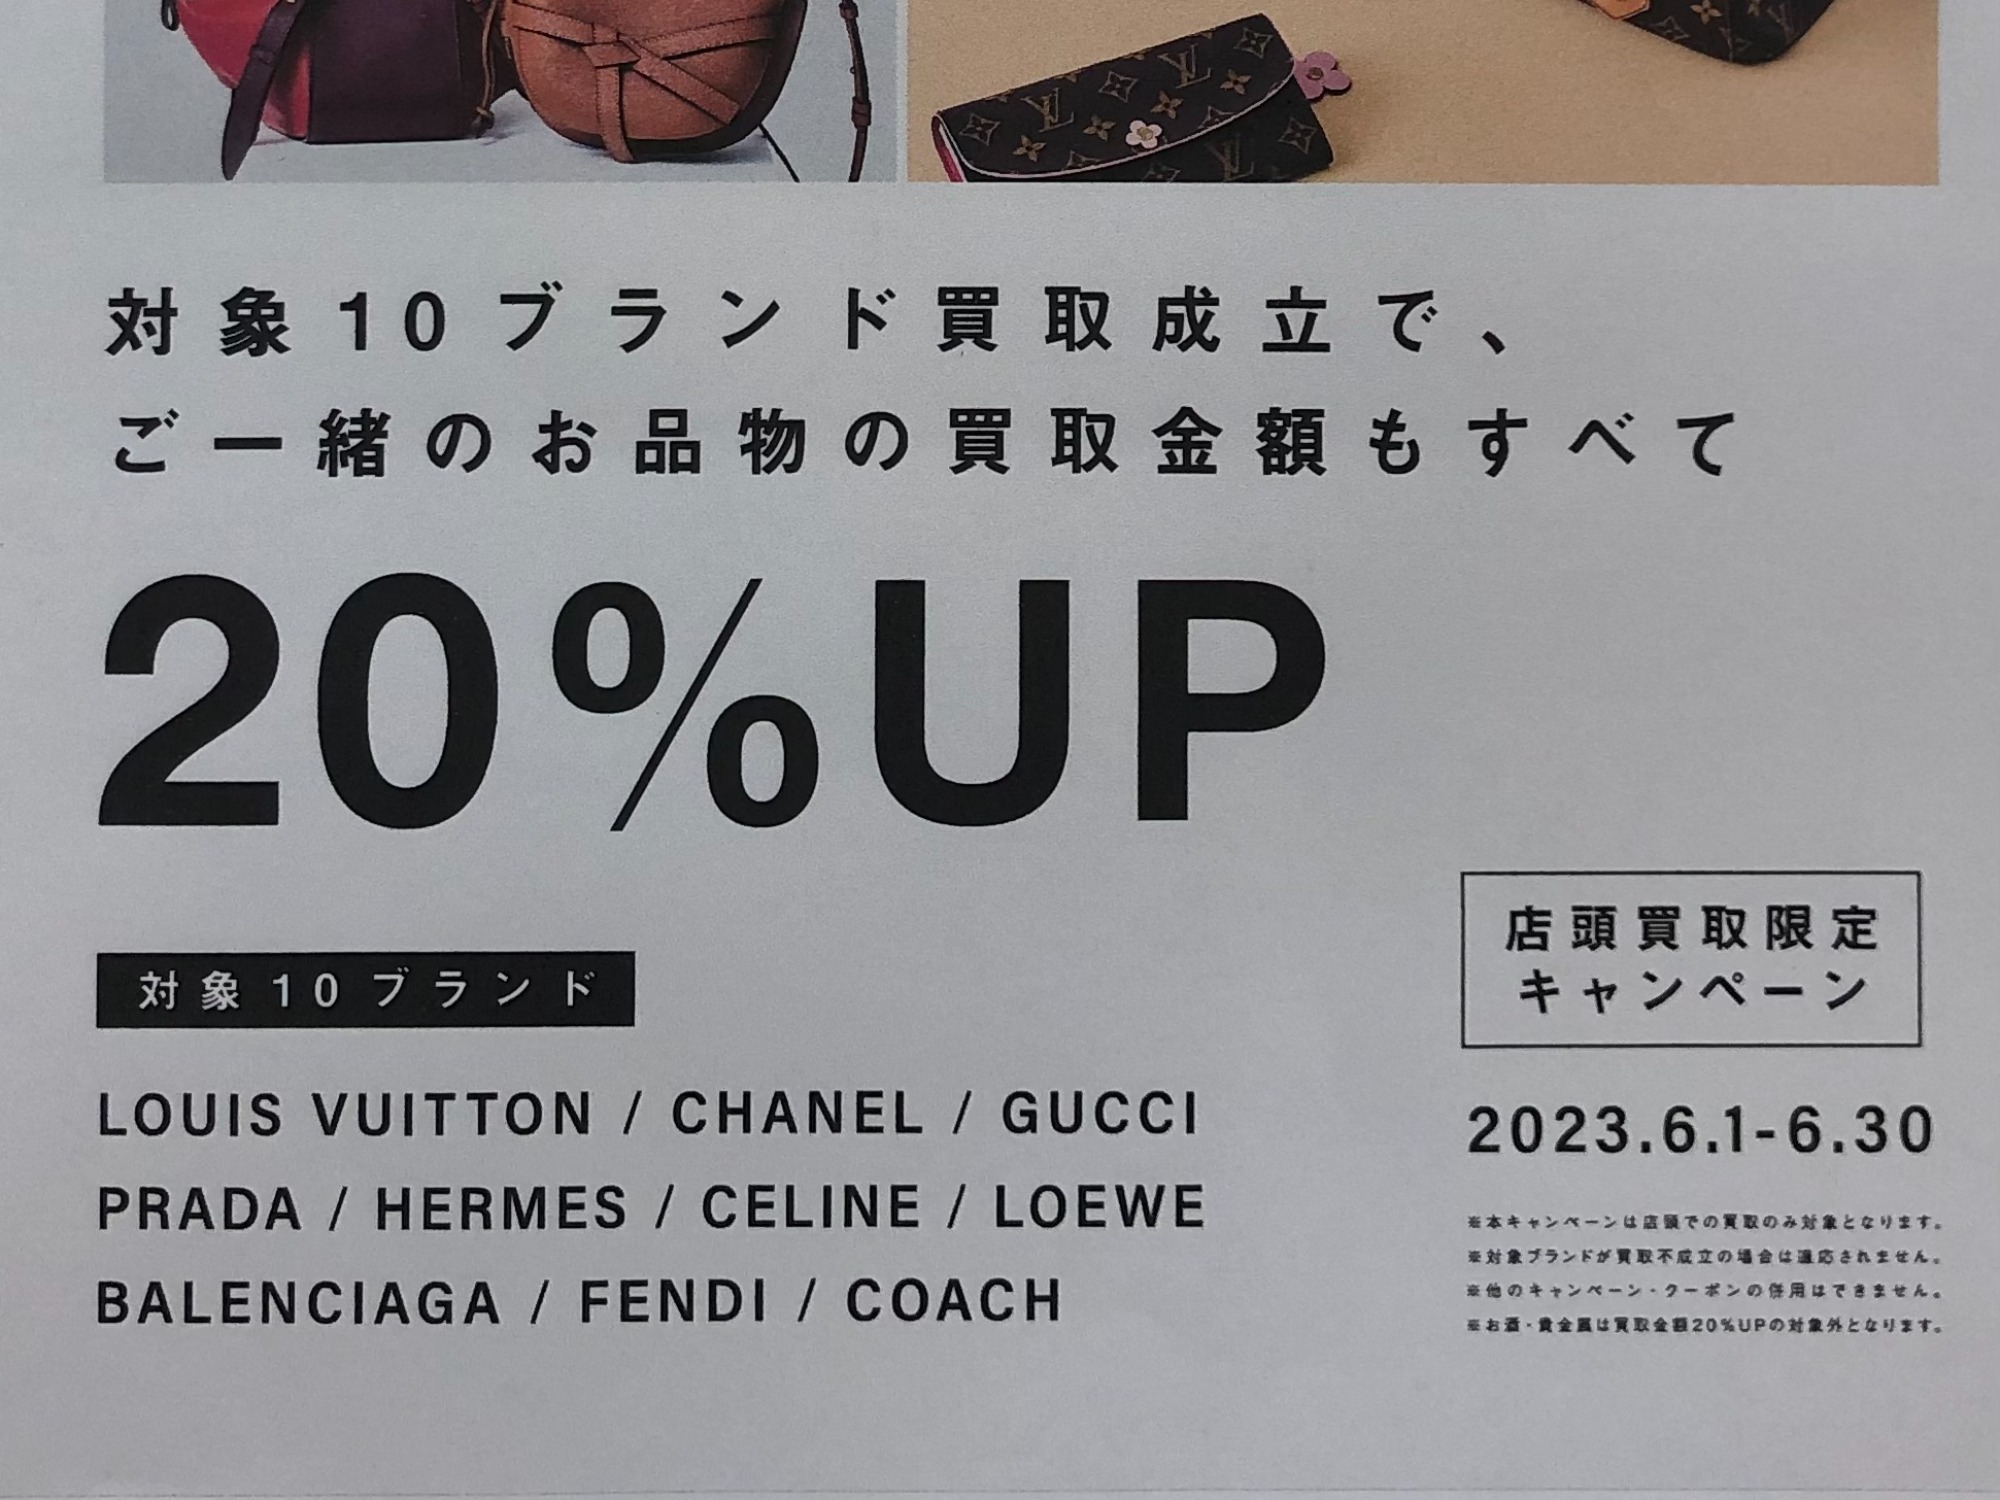 対象10ブランド買取成立で、
ご一緒のお品物の買取金額もすべて
20%UP
対象10ブランド
LOUIS VUITTON / CHANEL / GUCCI
PRADA / HERMES / CELINE / LOEWE
BALENCIAGA / FENDI / COACH
店頭買取限定
キャンペーン
2023.6.1-6.30
※本キャンペーンは店頭での買取のみ対象となります。
※対象ブランドが買取不成立の場合は適応されません。
※他のキャンペーン・クーポンの併用はできません。
※お酒・貴金属は買取金額20%UPの対象外となります。